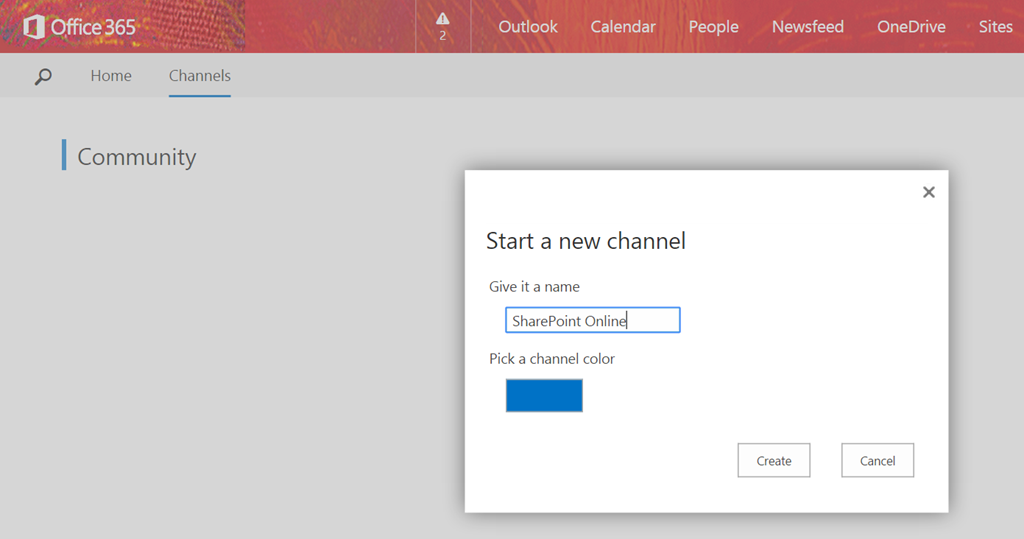 Office 365
2
Outlook Calendar People Newsfeed OneDrive Sites
Home Channels
Community
Start a new channel
Give it a name
SharePoint Online
Pick a channel color
Create Cancel